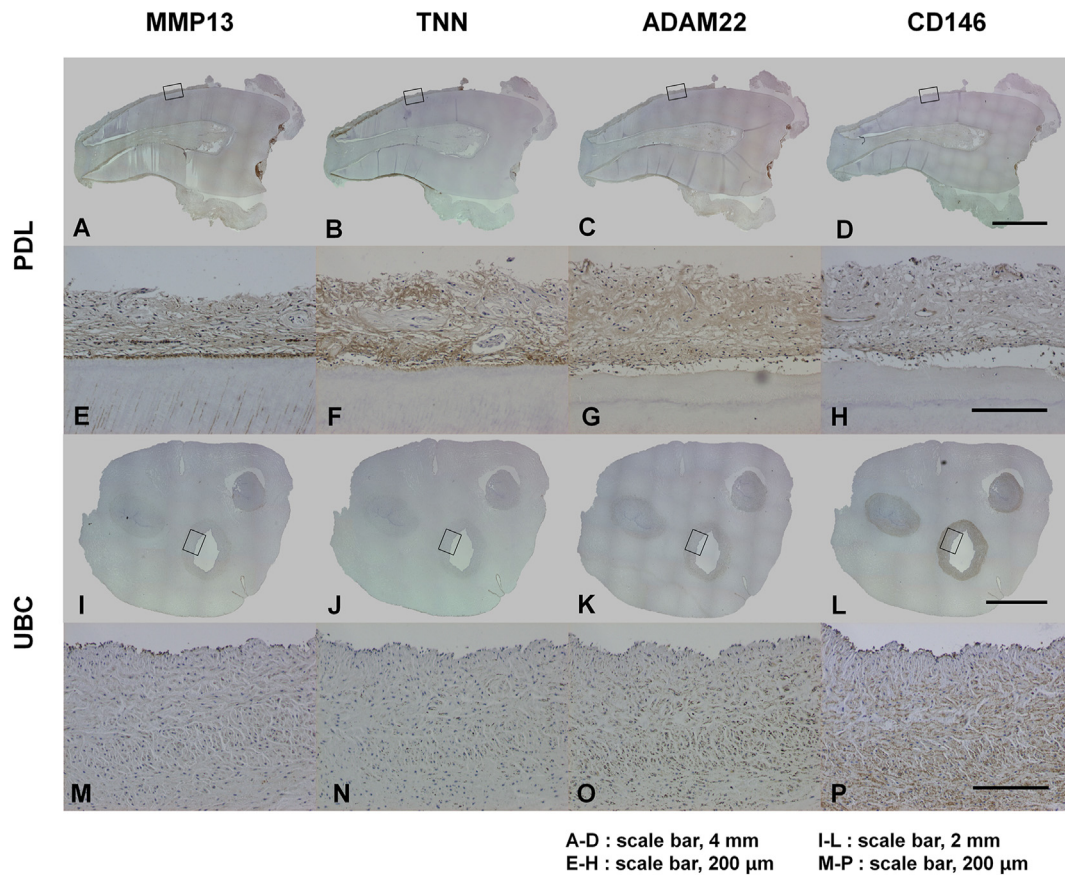 MMP13 TNN ADAM22 CD146
PDL
A B C D
E F G H
UBC
I J K L
M N O P
A-D : scale bar, 4 mm I-L : scale bar, 2 mm
E-H : scale bar, 200 µm M-P : scale bar, 200 µm